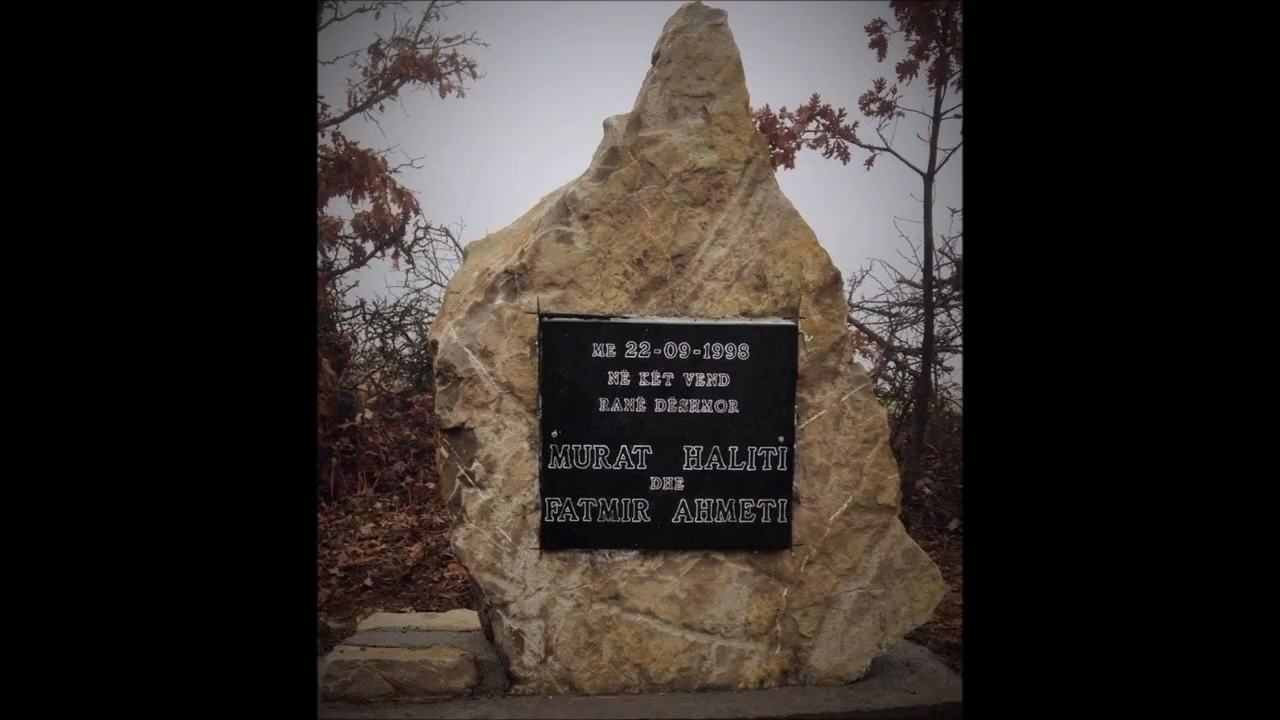 ME 22-09-1998
NË KËT VEND
RANË DËSHMOR
MURAT HALITI
DHE
FATMIR AHMETI